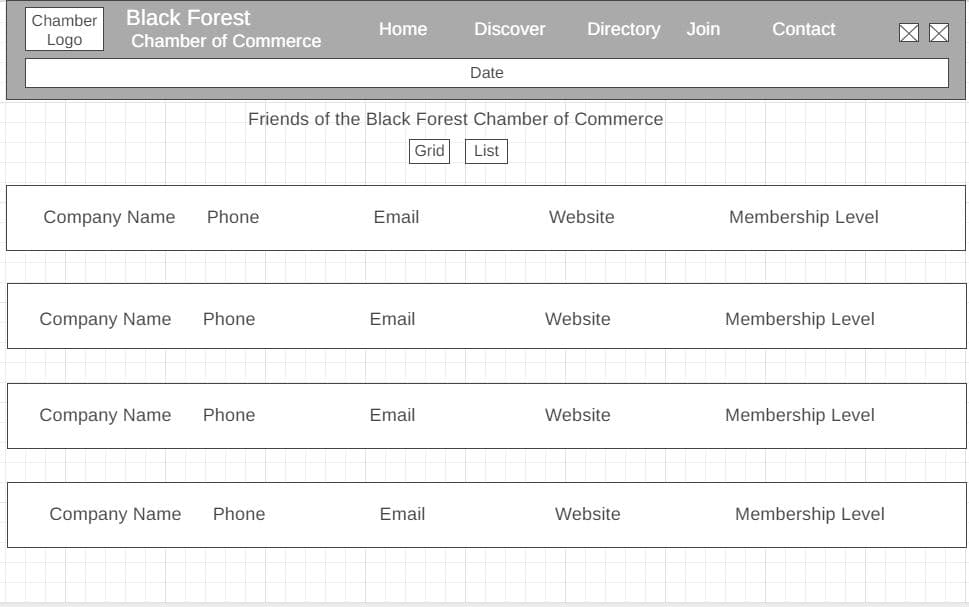 Chamber Logo
Black Forest
Chamber of Commerce
Home Discover Directory Join Contact
Date
Friends of the Black Forest Chamber of Commerce
Grid List
Company Name Phone Email Website Membership Level
Company Name Phone Email Website Membership Level
Company Name Phone Email Website Membership Level
Company Name Phone Email Website Membership Level